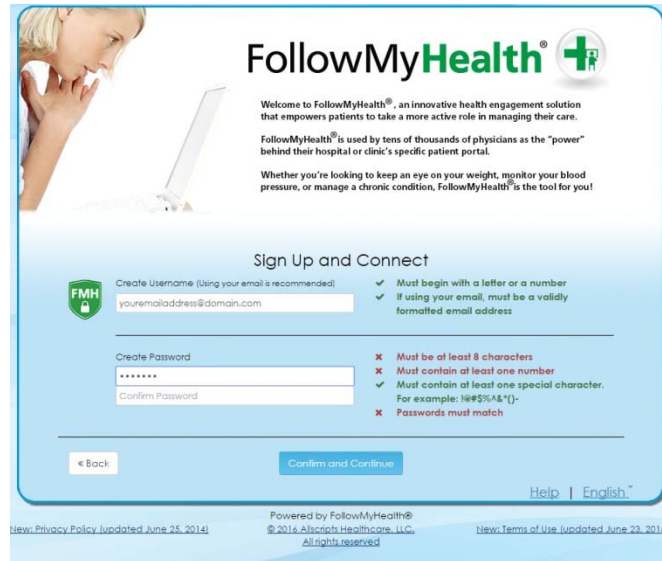 FollowMyHealth®
Welcome to FollowMyHealth®, an innovative health engagement solution
that empowers patients to take a more active role in managing their care.
FollowMyHealth® is used by tens of thousands of physicians as the "power"
behind their hospital or clinic's specific patient portal.
Whether you're looking to keep an eye on your weight, monitor your blood
pressure, or manage a chronic condition, FollowMyHealth® is the tool for you!
Sign Up and Connect
FMH
Create Username (Using your email is recommended)
youremailaddress@domain.com
✔ Must begin with a letter or a number
✔ If using your email, must be a validly
formatted email address
Create Password
•••••••
Confirm Password
✖ Must be at least 8 characters
✖ Must contain at least one number
✔ Must contain at least one special character.
For example: !@#$%^&*()-
✖ Passwords must match
« Back
Confirm and Continue
Help | English
Powered by FollowMyHealth®
New: Privacy Policy (updated June 25, 2014)
© 2016 Allscripts Healthcare, LLC.
All rights reserved
New: Terms of Use (updated June 23, 201